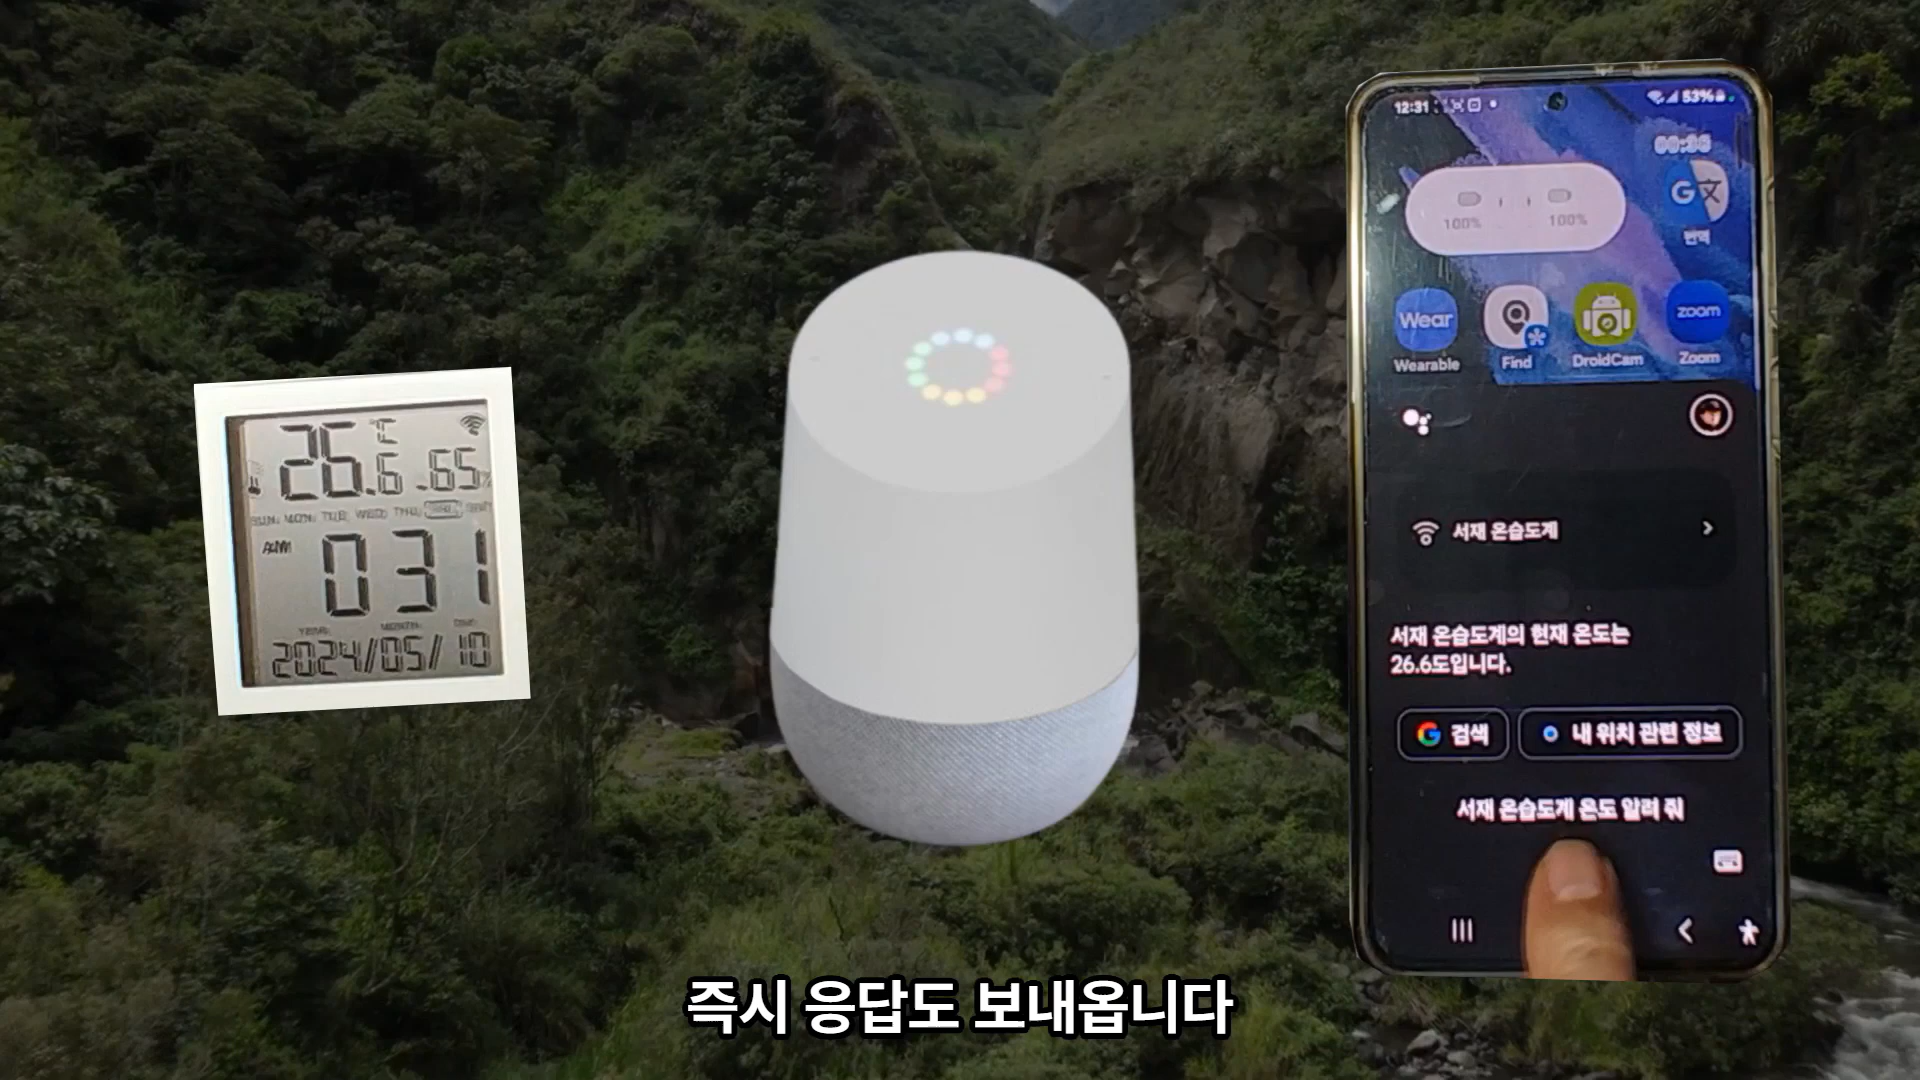 26.6 ℃ 65%
SUN. MON. TUE. WED. THU. SAT.
ALM
0 31
YEAR MONTH DATE
2024/05/10
12:31
53%
100% 100%
번역
Wear
zoom
Wearable
Find
DroidCam
Zoom
서재 온습도계
서재 온습도계의 현재 온도는
26.6도입니다.
검색
내 위치 관련 정보
서재 온습도계 온도 알려 줘
즉시 응답도 보내옵니다